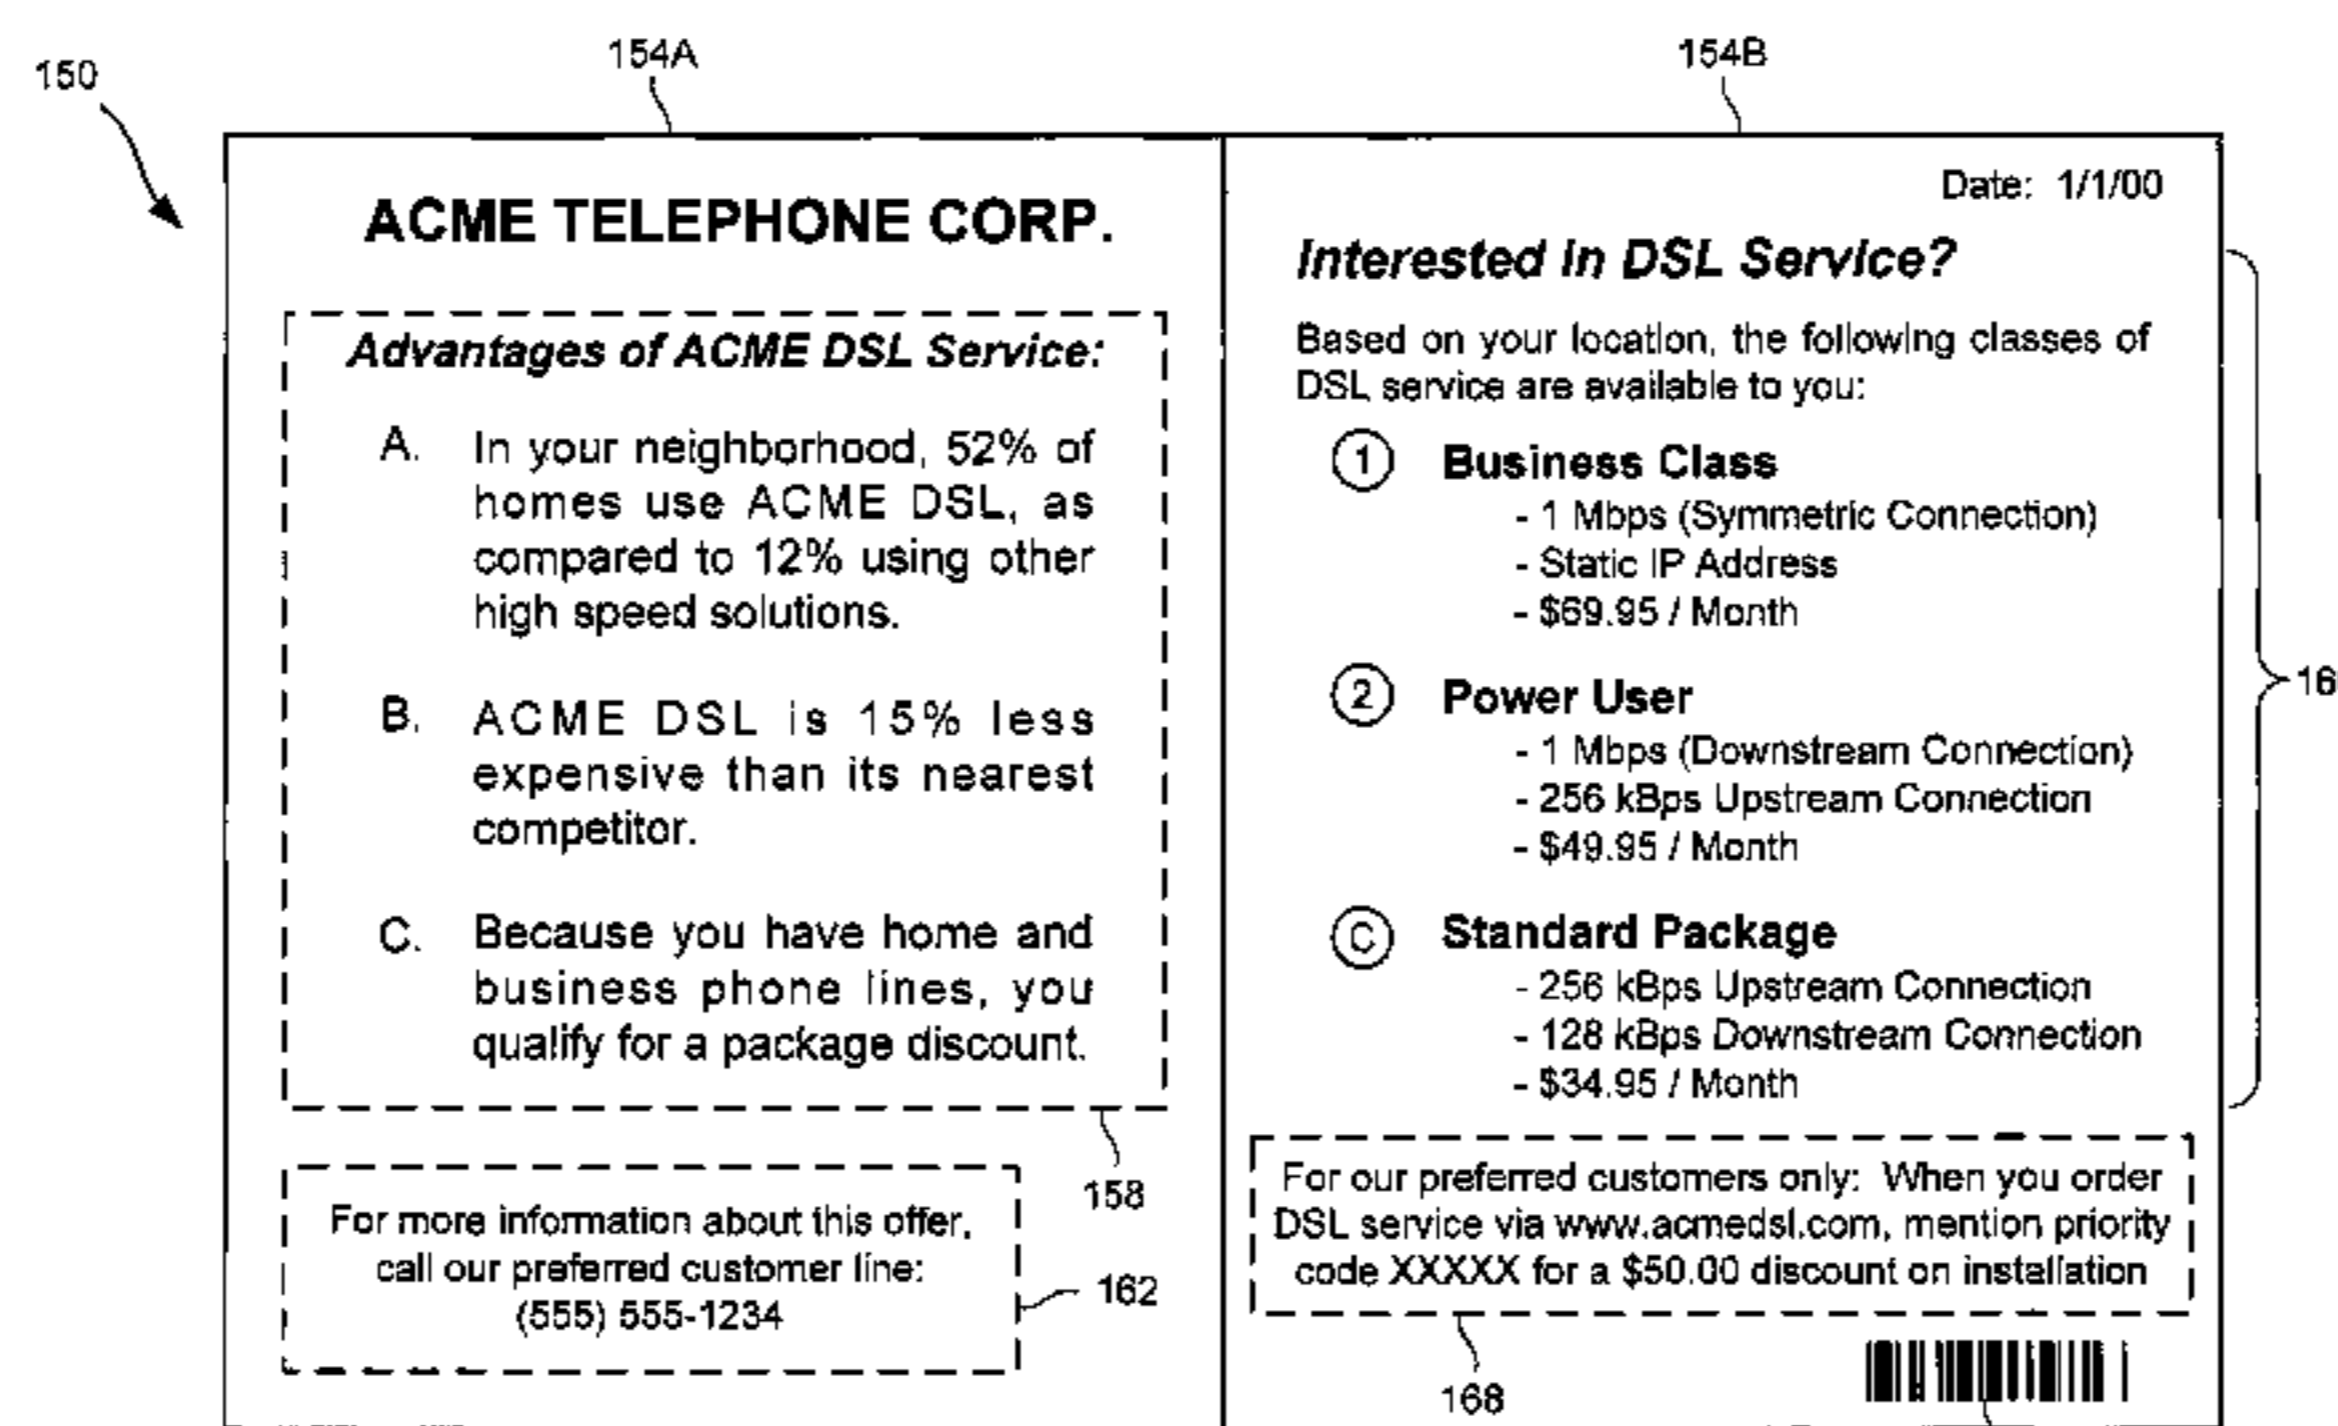 150
154A
154B
ACME TELEPHONE CORP.
Advantages of ACME DSL Service:
A. In your neighborhood, 52% of
homes use ACME DSL, as
compared to 12% using other
high speed solutions.
B. ACME DSL is 15% less
expensive than its nearest
competitor.
C. Because you have home and
business phone lines, you
qualify for a package discount.
158
For more information about this offer,
call our preferred customer line:
(555) 555-1234
162
Date: 1/1/00
Interested in DSL Service?
Based on your location, the following classes of
DSL service are available to you:
1 Business Class
- 1 Mbps (Symmetric Connection)
- Static IP Address
- $69.95 / Month
2 Power User
- 1 Mbps (Downstream Connection)
- 256 kBps Upstream Connection
- $49.95 / Month
C Standard Package
- 256 kBps Upstream Connection
- 128 kBps Downstream Connection
- $34.95 / Month
16
For our preferred customers only: When you order
DSL service via www.acmedsl.com, mention priority
code XXXXX for a $50.00 discount on installation
168